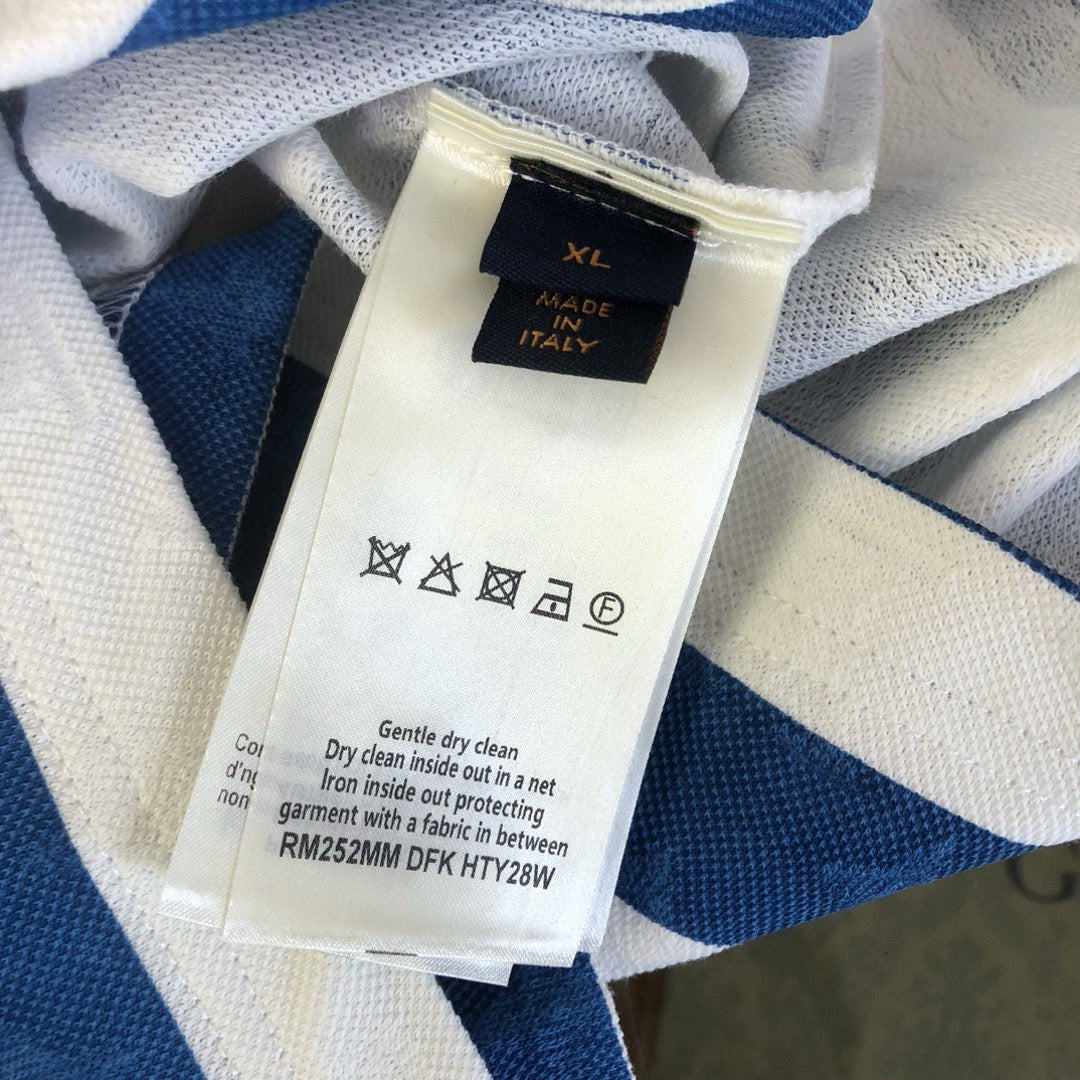 XL
MADE
IN
ITALY
F
Gentle dry clean
Dry clean inside out in a net
Iron inside out protecting
garment with a fabric in between
RM252MM DFK HTY28W
G